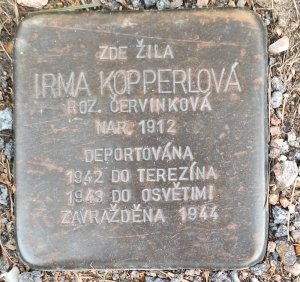 ZDE ŽILA
IRMA KOPPERLOVÁ
ROZ. ČERVINKOVÁ
NAR. 1912
DEPORTOVÁNA
1942 DO TEREZÍNA
1943 DO OSVĚTIMI
ZAVRAŽDĚNA 1944